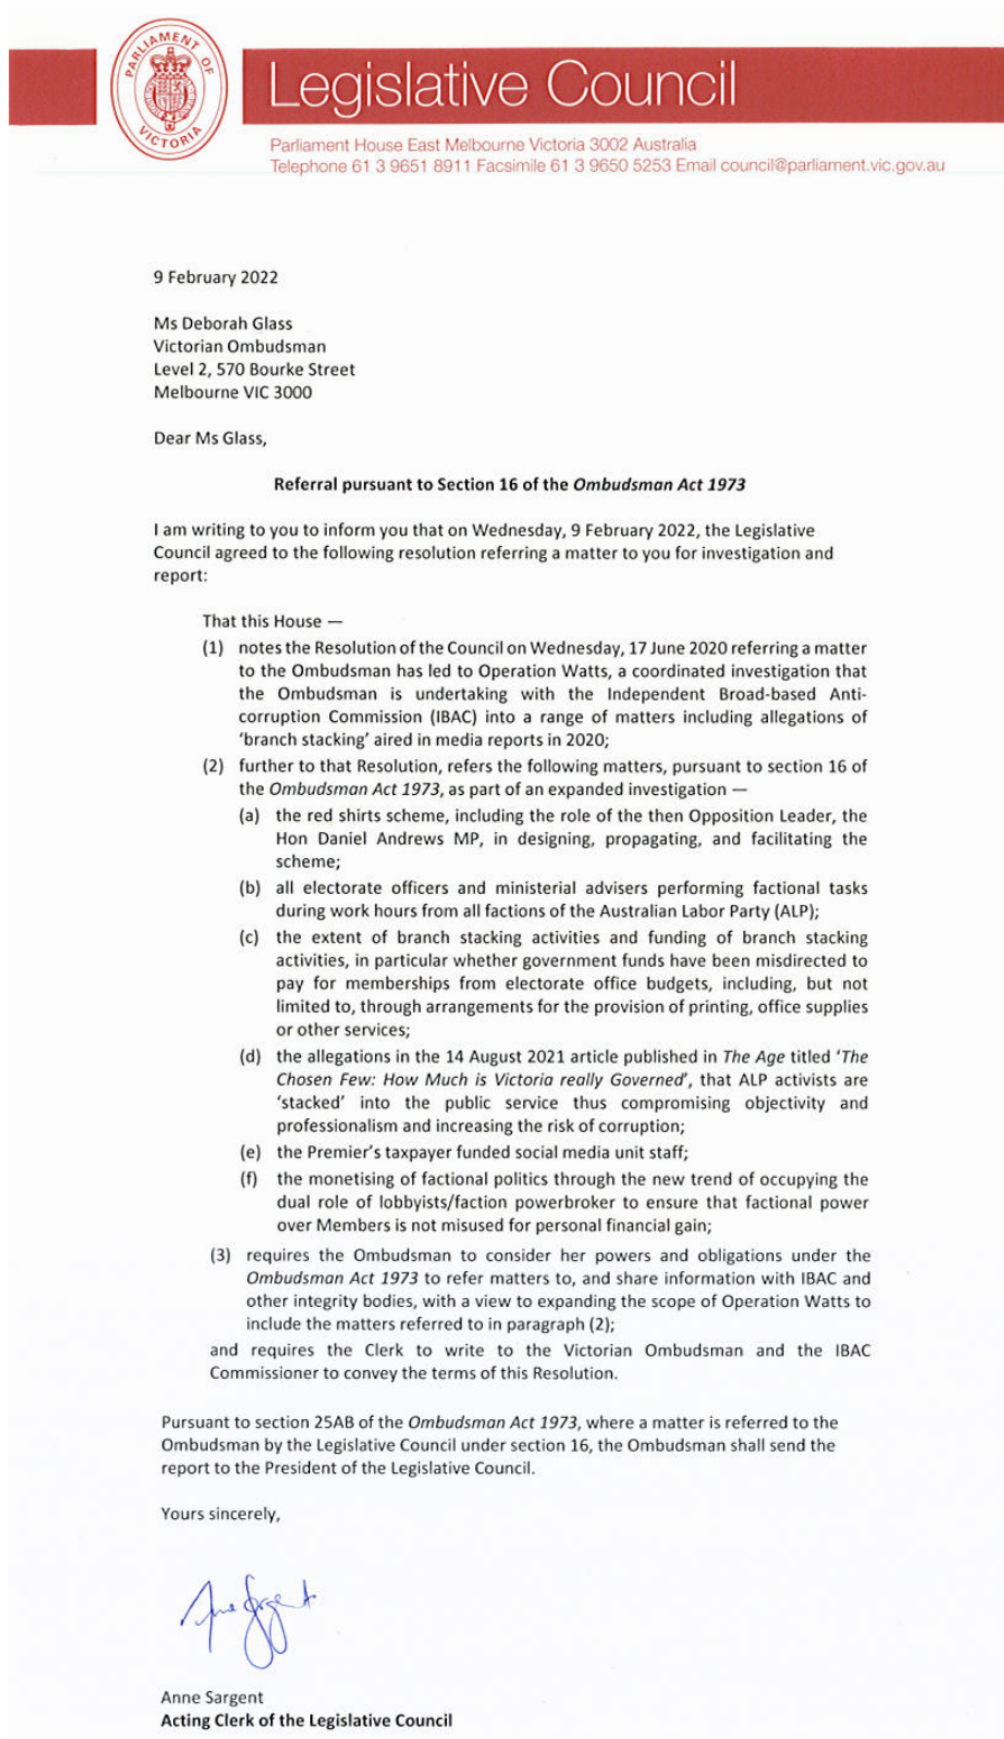 PARLIAMENT OF
VICTORIA
Legislative Council
Parliament House East Melbourne Victoria 3002 Australia
Telephone 61 3 9651 8911 Facsimile 61 3 9650 5253 Email council@parliament.vic.gov.au
9 February 2022
Ms Deborah Glass
Victorian Ombudsman
Level 2, 570 Bourke Street
Melbourne VIC 3000
Dear Ms Glass,
Referral pursuant to Section 16 of the Ombudsman Act 1973
I am writing to you to inform you that on Wednesday, 9 February 2022, the Legislative
Council agreed to the following resolution referring a matter to you for investigation and
report:
That this House —
(1) notes the Resolution of the Council on Wednesday, 17 June 2020 referring a matter
to the Ombudsman has led to Operation Watts, a coordinated investigation that
the Ombudsman is undertaking with the Independent Broad-based Anti-
corruption Commission (IBAC) into a range of matters including allegations of
‘branch stacking’ aired in media reports in 2020;
(2) further to that Resolution, refers the following matters, pursuant to section 16 of
the Ombudsman Act 1973, as part of an expanded investigation —
(a) the red shirts scheme, including the role of the then Opposition Leader, the
Hon Daniel Andrews MP, in designing, propagating, and facilitating the
scheme;
(b) all electorate officers and ministerial advisers performing factional tasks
during work hours from all factions of the Australian Labor Party (ALP);
(c) the extent of branch stacking activities and funding of branch stacking
activities, in particular whether government funds have been misdirected to
pay for memberships from electorate office budgets, including, but not
limited to, through arrangements for the provision of printing, office supplies
or other services;
(d) the allegations in the 14 August 2021 article published in The Age titled ‘The
Chosen Few: How Much is Victoria really Governed’, that ALP activists are
‘stacked’ into the public service thus compromising objectivity and
professionalism and increasing the risk of corruption;
(e) the Premier’s taxpayer funded social media unit staff;
(f) the monetising of factional politics through the new trend of occupying the
dual role of lobbyists/faction powerbroker to ensure that factional power
over Members is not misused for personal financial gain;
(3) requires the Ombudsman to consider her powers and obligations under the
Ombudsman Act 1973 to refer matters to, and share information with IBAC and
other integrity bodies, with a view to expanding the scope of Operation Watts to
include the matters referred to in paragraph (2);
and requires the Clerk to write to the Victorian Ombudsman and the IBAC
Commissioner to convey the terms of this Resolution.
Pursuant to section 25AB of the Ombudsman Act 1973, where a matter is referred to the
Ombudsman by the Legislative Council under section 16, the Ombudsman shall send the
report to the President of the Legislative Council.
Yours sincerely,
Anne Sargent
Anne Sargent
Acting Clerk of the Legislative Council